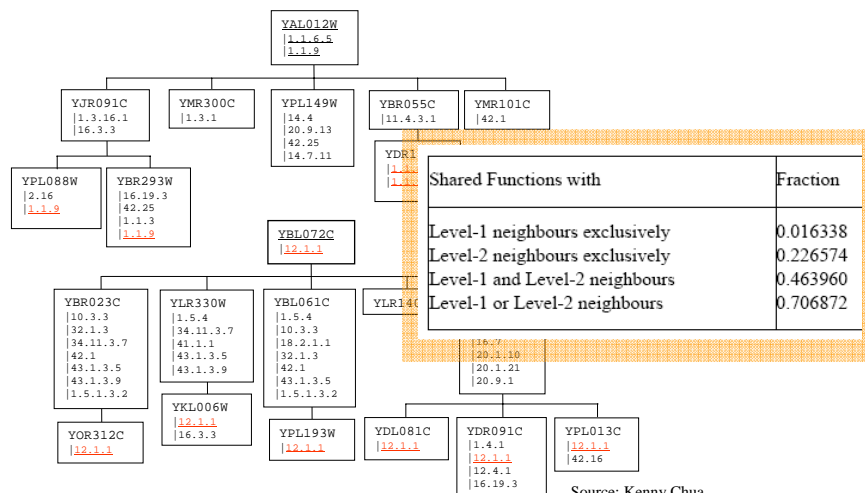 YAL012W
|1.1.6.5
|1.1.9
YJR091C
|1.3.16.1
|16.3.3
YMR300C
|1.3.1
YPL149W
|14.4
|20.9.13
|42.25
|14.7.11
YBR055C
|11.4.3.1
YMR101C
|42.1
YPL088W
|2.16
|1.1.9
YBR293W
|16.19.3
|42.25
|1.1.3
|1.1.9
YDR1
|1.1.
|1.1.
Shared Functions with Fraction
Level-1 neighbours exclusively 0.016338
Level-2 neighbours exclusively 0.226574
Level-1 and Level-2 neighbours 0.463960
Level-1 or Level-2 neighbours 0.706872
YBL072C
|12.1.1
YBR023C
|10.3.3
|32.1.3
|34.11.3.7
|42.1
|43.1.3.5
|43.1.3.9
|1.5.1.3.2
YLR330W
|1.5.4
|34.11.3.7
|41.1.1
|43.1.3.5
|43.1.3.9
YBL061C
|1.5.4
|10.3.3
|18.2.1.1
|32.1.3
|42.1
|43.1.3.5
|1.5.1.3.2
YLR140
|16.7
|20.1.10
|20.1.21
|20.9.1
YOR312C
|12.1.1
YKL006W
|12.1.1
|16.3.3
YPL193W
|12.1.1
YDL081C
|12.1.1
YDR091C
|1.4.1
|12.1.1
|12.4.1
|16.19.3
YPL013C
|12.1.1
|42.16
Source: Kenny Chua